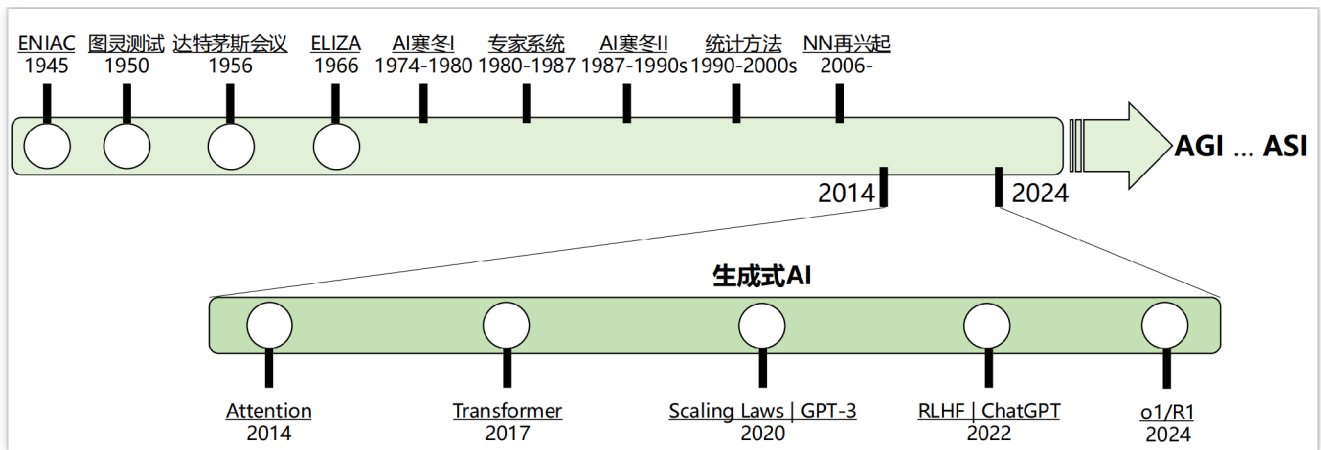 ENIAC 图灵测试 达特茅斯会议 ELIZA AI寒冬I 专家系统 AI寒冬II 统计方法 NN再兴起
1945 1950 1956 1966 1974-1980 1980-1987 1987-1990s 1990-2000s 2006-
AGI ... ASI
2014 2024
生成式AI
Attention Transformer Scaling Laws | GPT-3 RLHF | ChatGPT o1/R1
2014 2017 2020 2022 2024